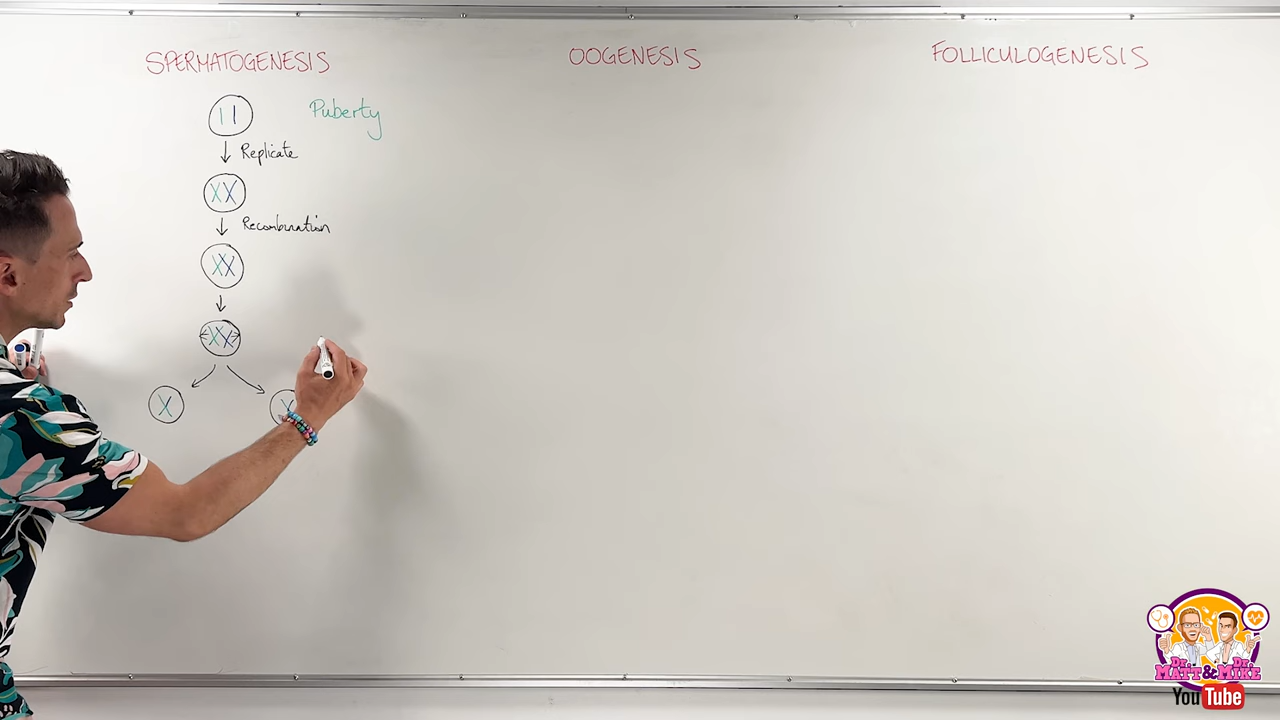 SPERMATOGENESIS
OOGENESIS
FOLLICULOGENESIS
Puberty
Replicate
Recombination
DR. MATT & DR. MIKE
YouTube